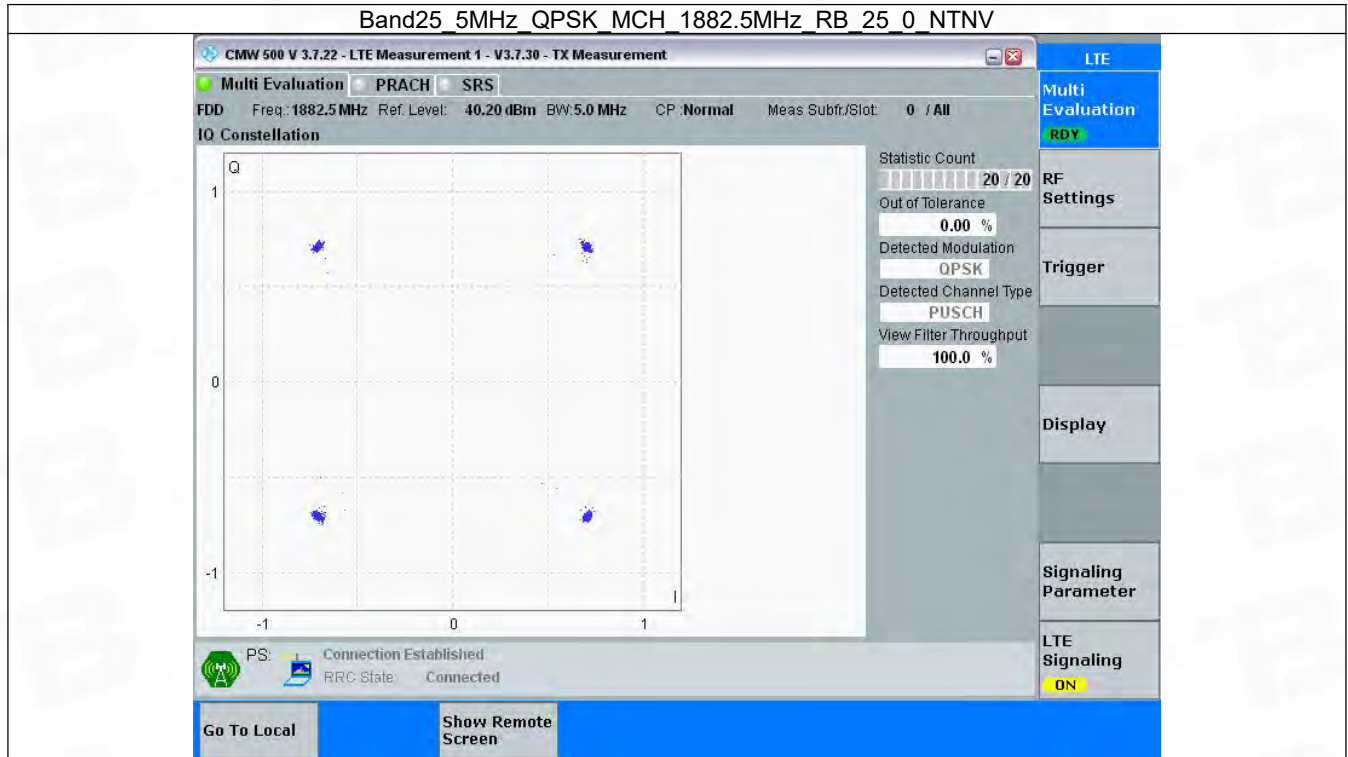 Band25_5MHz_QPSK_MCH_1882.5MHz_RB_25_0_NTNV
CMW 500 V 3.7.22 - LTE Measurement 1 - V3.7.30 - TX Measurement
LTE
Multi Evaluation PRACH SRS
Multi
Evaluation
RDY
FDD Freq.: 1882.5 MHz Ref. Level: 40.20 dBm BW: 5.0 MHz CP : Normal Meas Subfr./Slot: 0 / All
IQ Constellation
Q
1
0
-1
I
-1 0 1
Statistic Count
20 / 20
Out of Tolerance
0.00 %
Detected Modulation
QPSK
Detected Channel Type
PUSCH
View Filter Throughput
100.0 %
RF
Settings
Trigger
Display
Signaling
Parameter
LTE
Signaling
ON
PS: Connection Established
RRC State: Connected
Go To Local
Show Remote
Screen